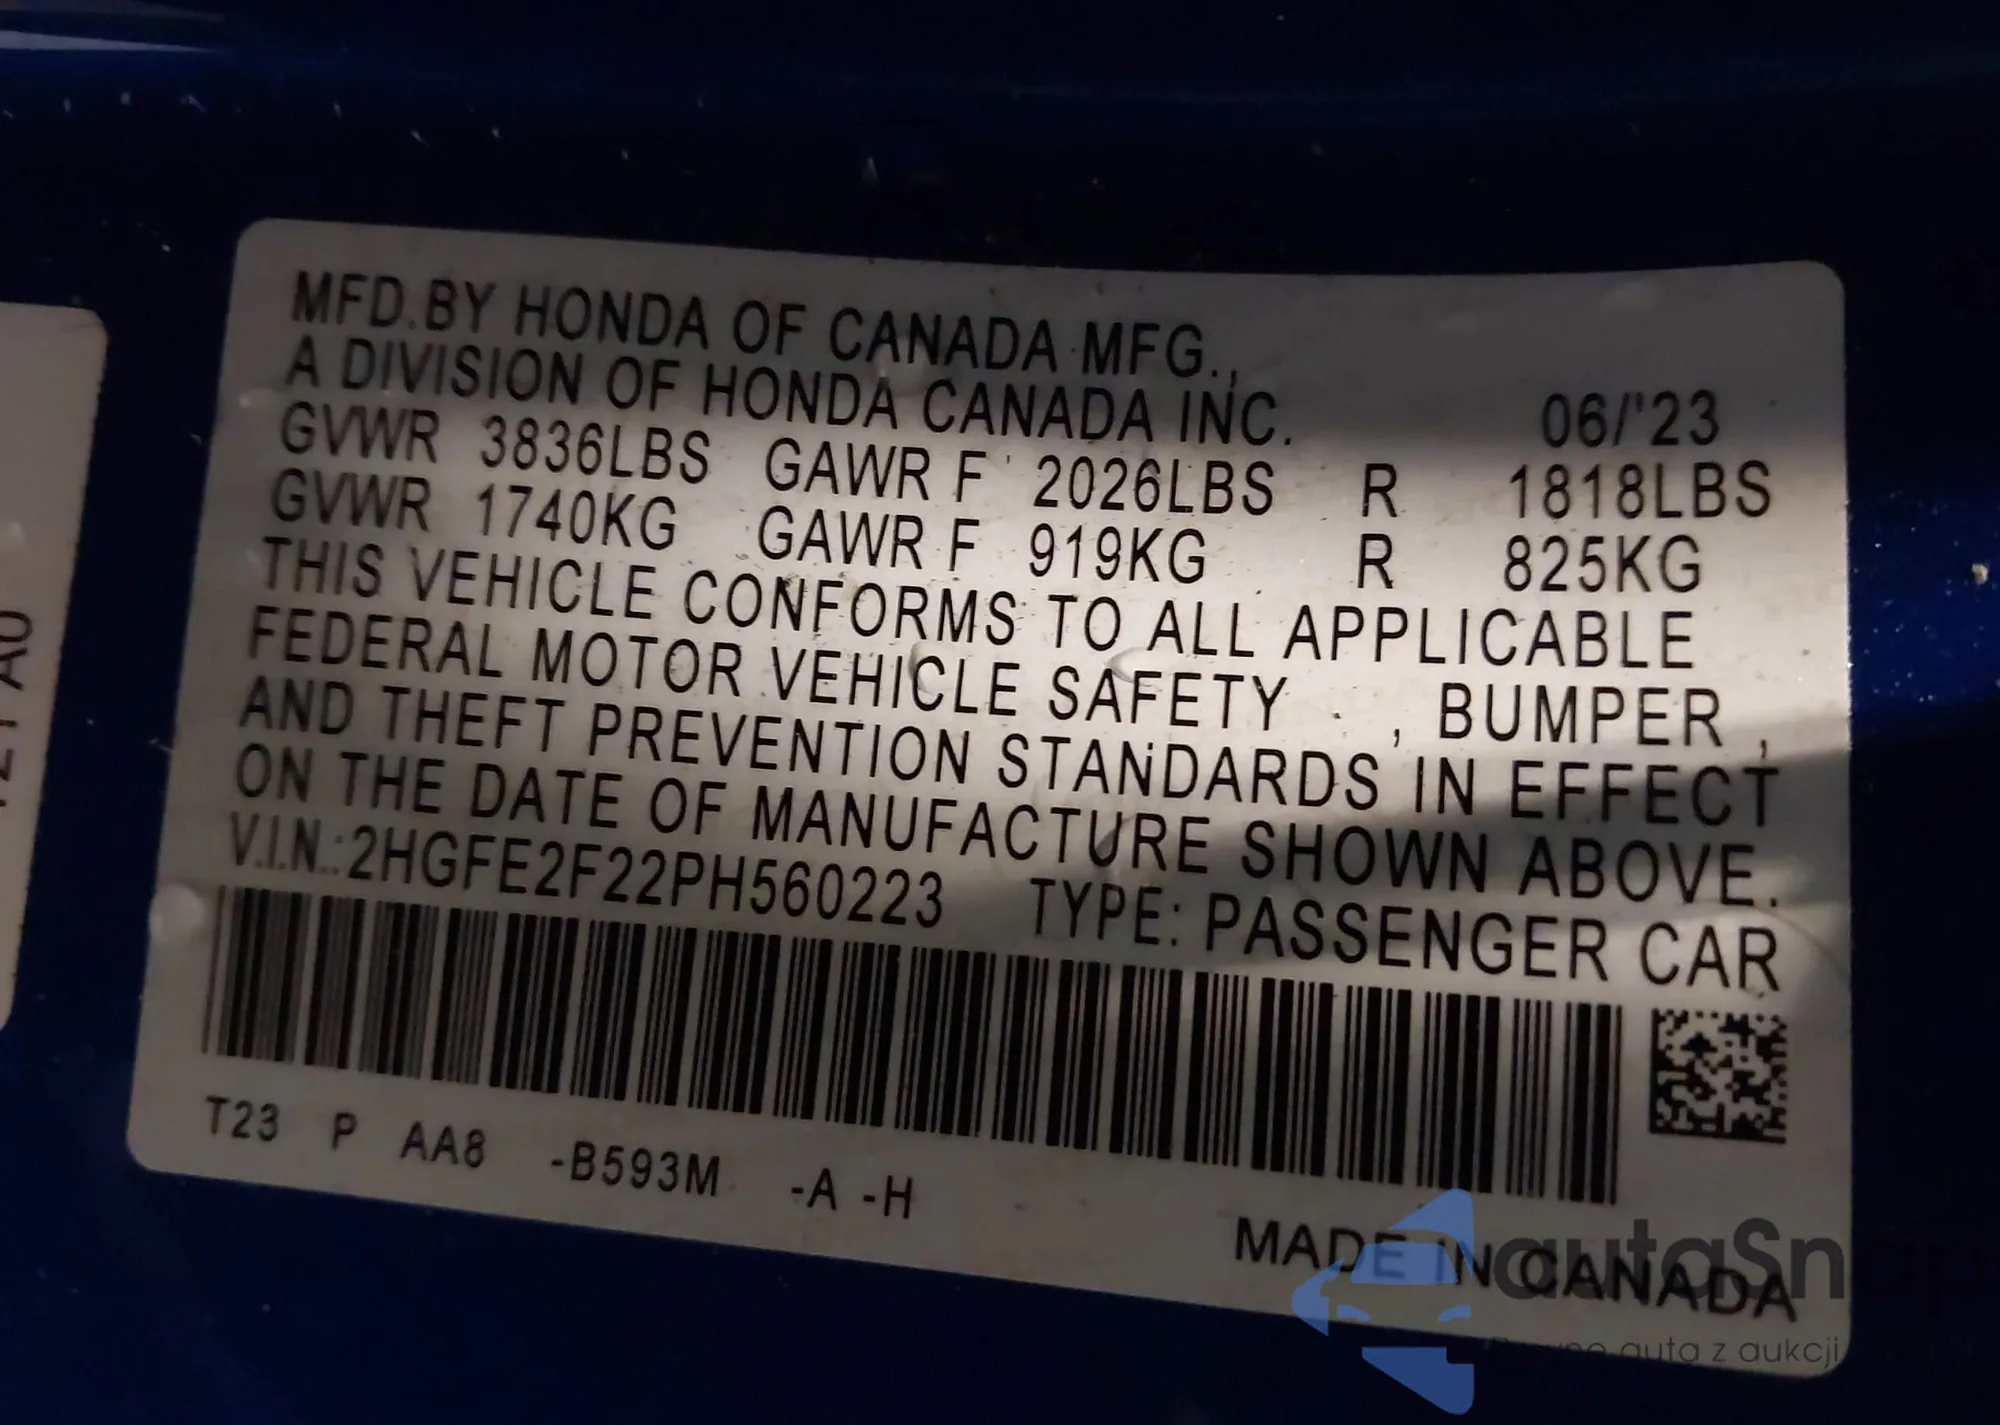 MFD.BY HONDA OF CANADA MFG.,
A DIVISION OF HONDA CANADA INC. 06/'23
GVWR 3836LBS GAWR F 2026LBS R 1818LBS
GVWR 1740KG GAWR F 919KG R 825KG
THIS VEHICLE CONFORMS TO ALL APPLICABLE
FEDERAL MOTOR VEHICLE SAFETY , BUMPER ,
AND THEFT PREVENTION STANDARDS IN EFFECT
ON THE DATE OF MANUFACTURE SHOWN ABOVE.
V.I.N.:2HGFE2F22PH560223 TYPE: PASSENGER CAR
T23 P AA8 -B593M -A -H
MADE IN CANADA
autaSnap
auta z aukcji